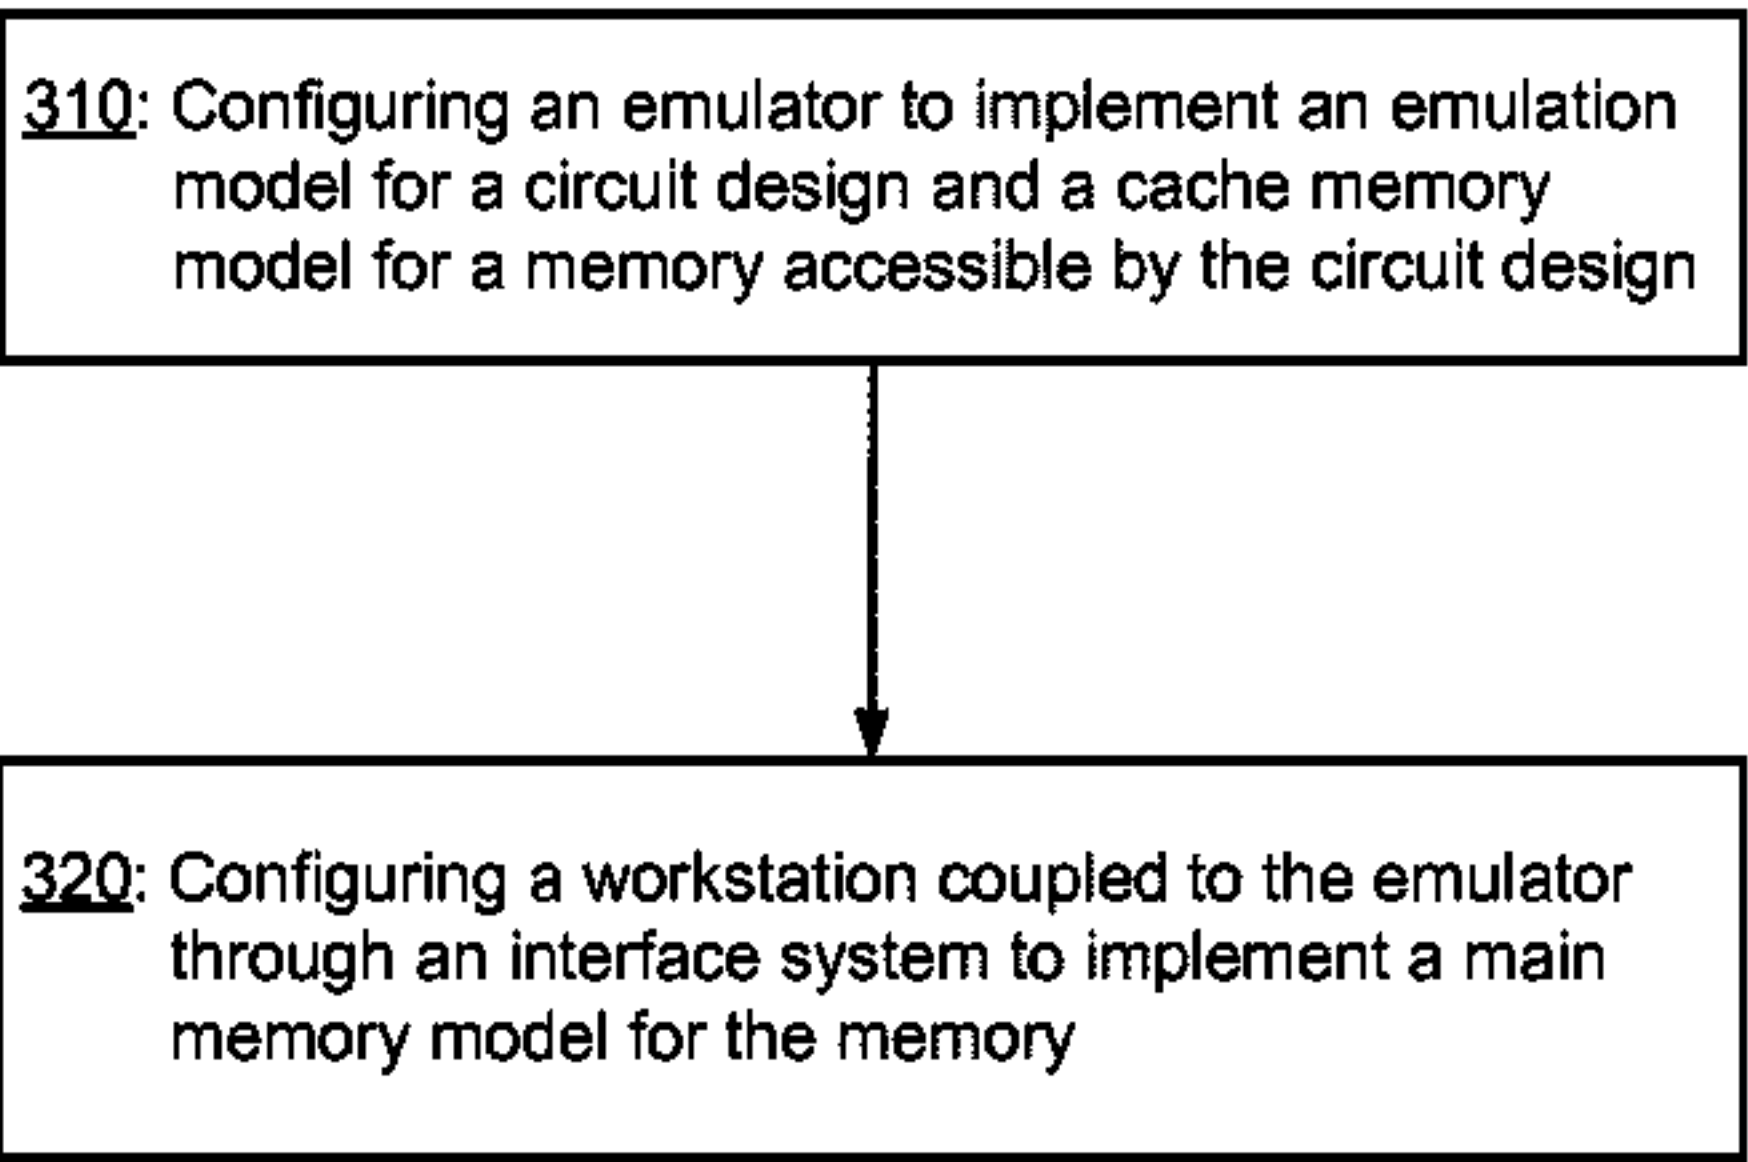 310: Configuring an emulator to implement an emulation
model for a circuit design and a cache memory
model for a memory accessible by the circuit design
320: Configuring a workstation coupled to the emulator
through an interface system to implement a main
memory model for the memory